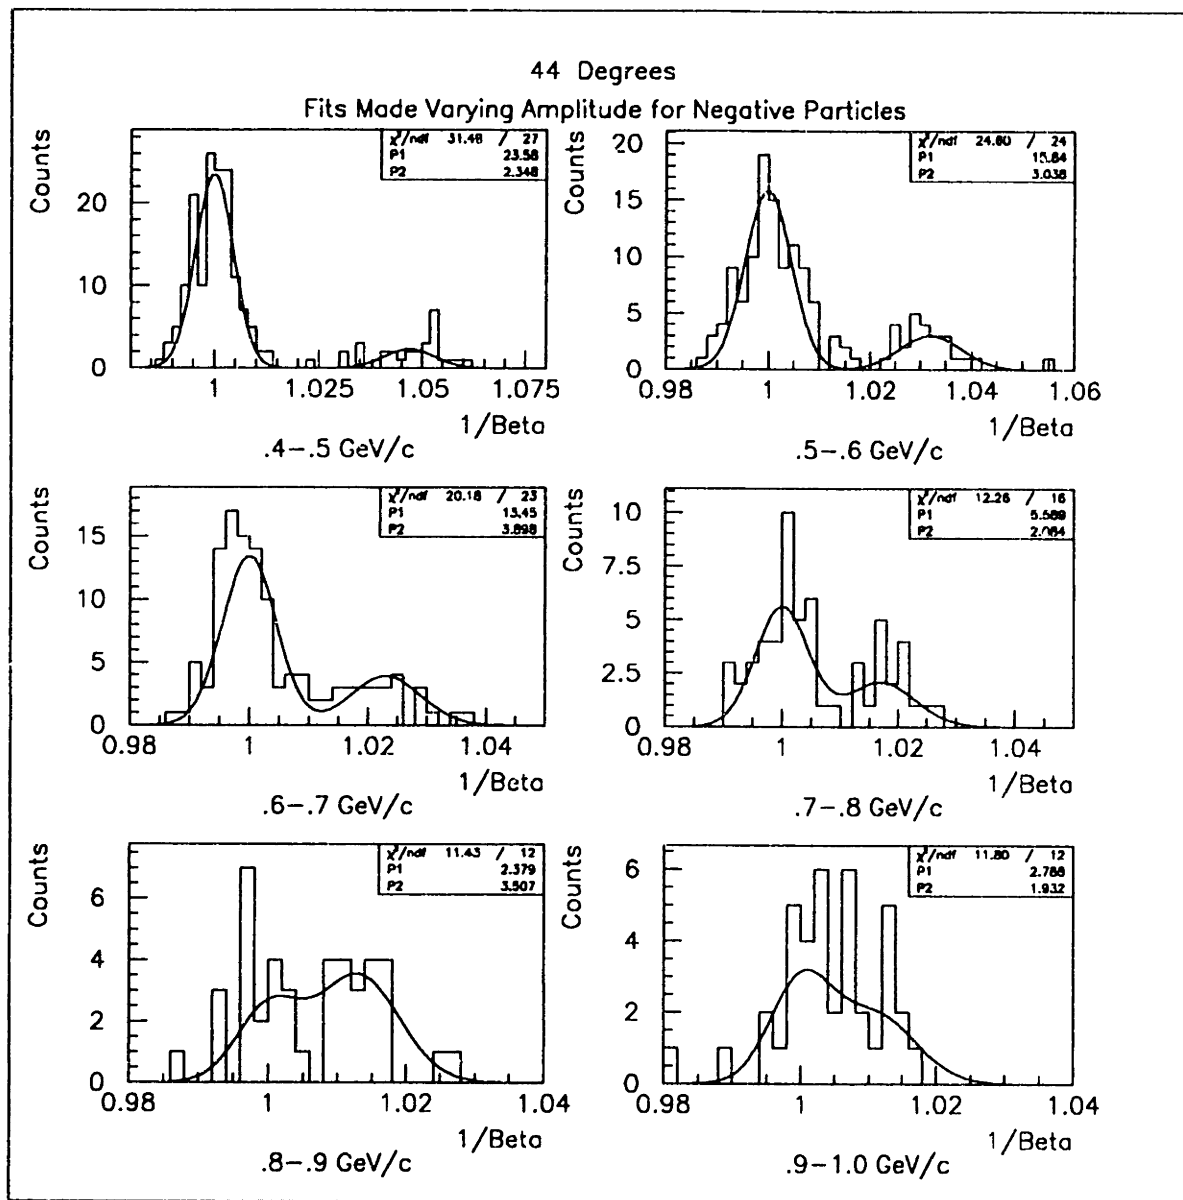 44 Degrees
Fits Made Varying Amplitude for Negative Particles
Counts
20
10
0
χ²/ndf 31.48 / 27
P1 23.58
P2 2.348
1 1.025 1.05 1.075
1/Beta
.4-.5 GeV/c
Counts
20
15
10
5
0
χ²/ndf 24.60 / 24
P1 15.84
P2 3.038
0.98 1 1.02 1.04 1.06
1/Beta
.5-.6 GeV/c
Counts
15
10
5
0
χ²/ndf 20.18 / 23
P1 13.45
P2 3.898
0.98 1 1.02 1.04
1/Beta
.6-.7 GeV/c
Counts
10
7.5
5
2.5
0
χ²/ndf 12.26 / 16
P1 5.589
P2 2.084
0.98 1 1.02 1.04
1/Beta
.7-.8 GeV/c
Counts
6
4
2
0
χ²/ndf 11.43 / 12
P1 2.379
P2 3.507
0.98 1 1.02 1.04
1/Beta
.8-.9 GeV/c
Counts
6
4
2
0
χ²/ndf 11.80 / 12
P1 2.788
P2 1.932
0.98 1 1.02 1.04
1/Beta
.9-1.0 GeV/c